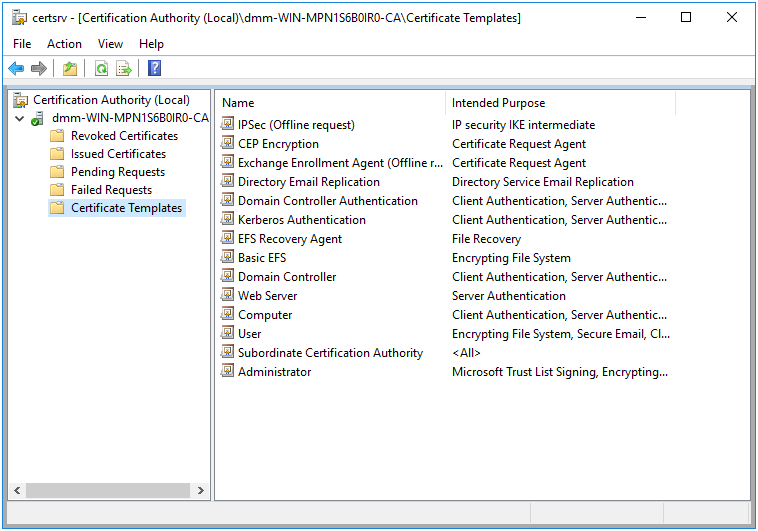 certsrv - [Certification Authority (Local)\dmm-WIN-MPN1S6B0IR0-CA\Certificate Templates]
File Action View Help
Certification Authority (Local)
dmm-WIN-MPN1S6B0IR0-CA
Revoked Certificates
Issued Certificates
Pending Requests
Failed Requests
Certificate Templates
Name Intended Purpose
IPSec (Offline request) IP security IKE intermediate
CEP Encryption Certificate Request Agent
Exchange Enrollment Agent (Offline r... Certificate Request Agent
Directory Email Replication Directory Service Email Replication
Domain Controller Authentication Client Authentication, Server Authentic...
Kerberos Authentication Client Authentication, Server Authentic...
EFS Recovery Agent File Recovery
Basic EFS Encrypting File System
Domain Controller Client Authentication, Server Authentic...
Web Server Server Authentication
Computer Client Authentication, Server Authentic...
User Encrypting File System, Secure Email, Cl...
Subordinate Certification Authority <All>
Administrator Microsoft Trust List Signing, Encrypting...